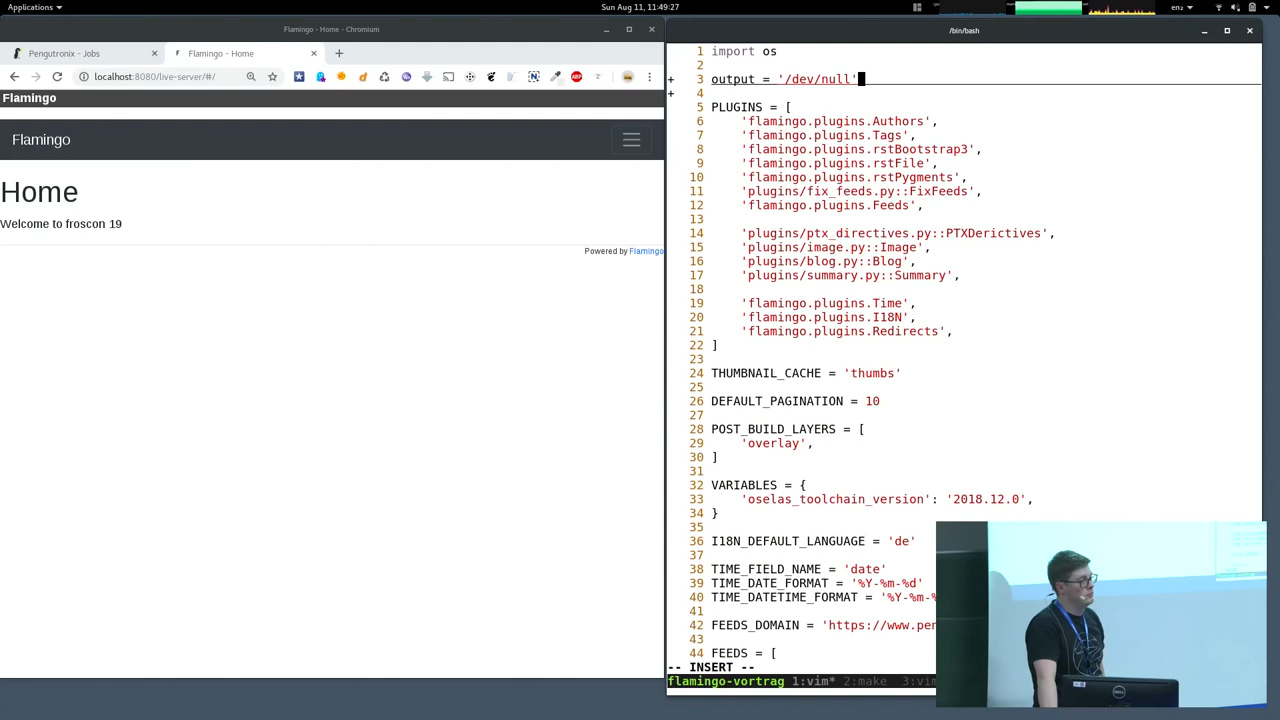 Applications
Sun Aug 11, 11:49:27
en2
Flamingo - Home - Chromium
Pengutronix - Jobs
Flamingo - Home
localhost:8080/live-server/#/
ABP
Flamingo
Flamingo
Home
Welcome to froscon 19
Powered by Flamingo
/bin/bash
1 import os
2
+ 3 output = '/dev/null'
+ 4
5 PLUGINS = [
6 'flamingo.plugins.Authors',
7 'flamingo.plugins.Tags',
8 'flamingo.plugins.rstBootstrap3',
9 'flamingo.plugins.rstFile',
10 'flamingo.plugins.rstPygments',
11 'plugins/fix_feeds.py::FixFeeds',
12 'flamingo.plugins.Feeds',
13
14 'plugins/ptx_directives.py::PTXDerictives',
15 'plugins/image.py::Image',
16 'plugins/blog.py::Blog',
17 'plugins/summary.py::Summary',
18
19 'flamingo.plugins.Time',
20 'flamingo.plugins.I18N',
21 'flamingo.plugins.Redirects',
22 ]
23
24 THUMBNAIL_CACHE = 'thumbs'
25
26 DEFAULT_PAGINATION = 10
27
28 POST_BUILD_LAYERS = [
29 'overlay',
30 ]
31
32 VARIABLES = {
33 'oselas_toolchain_version': '2018.12.0',
34 }
35
36 I18N_DEFAULT_LANGUAGE = 'de'
37
38 TIME_FIELD_NAME = 'date'
39 TIME_DATE_FORMAT = '%Y-%m-%d'
40 TIME_DATETIME_FORMAT = '%Y-%m-%
41
42 FEEDS_DOMAIN = 'https://www.pen
43
44 FEEDS = [
-- INSERT --
flamingo-vortrag 1:vim* 2:make 3:vim
DELL